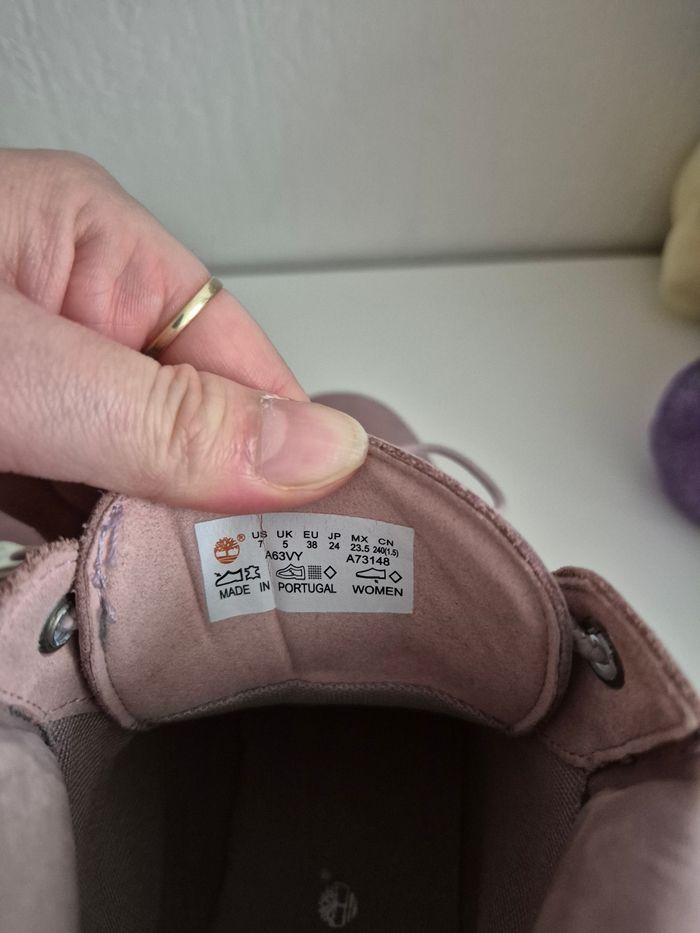 ® US UK EU JP MX CN
7 5 38 24 23.5 240(1.5)
A63VY A73148
MADE IN PORTUGAL WOMEN